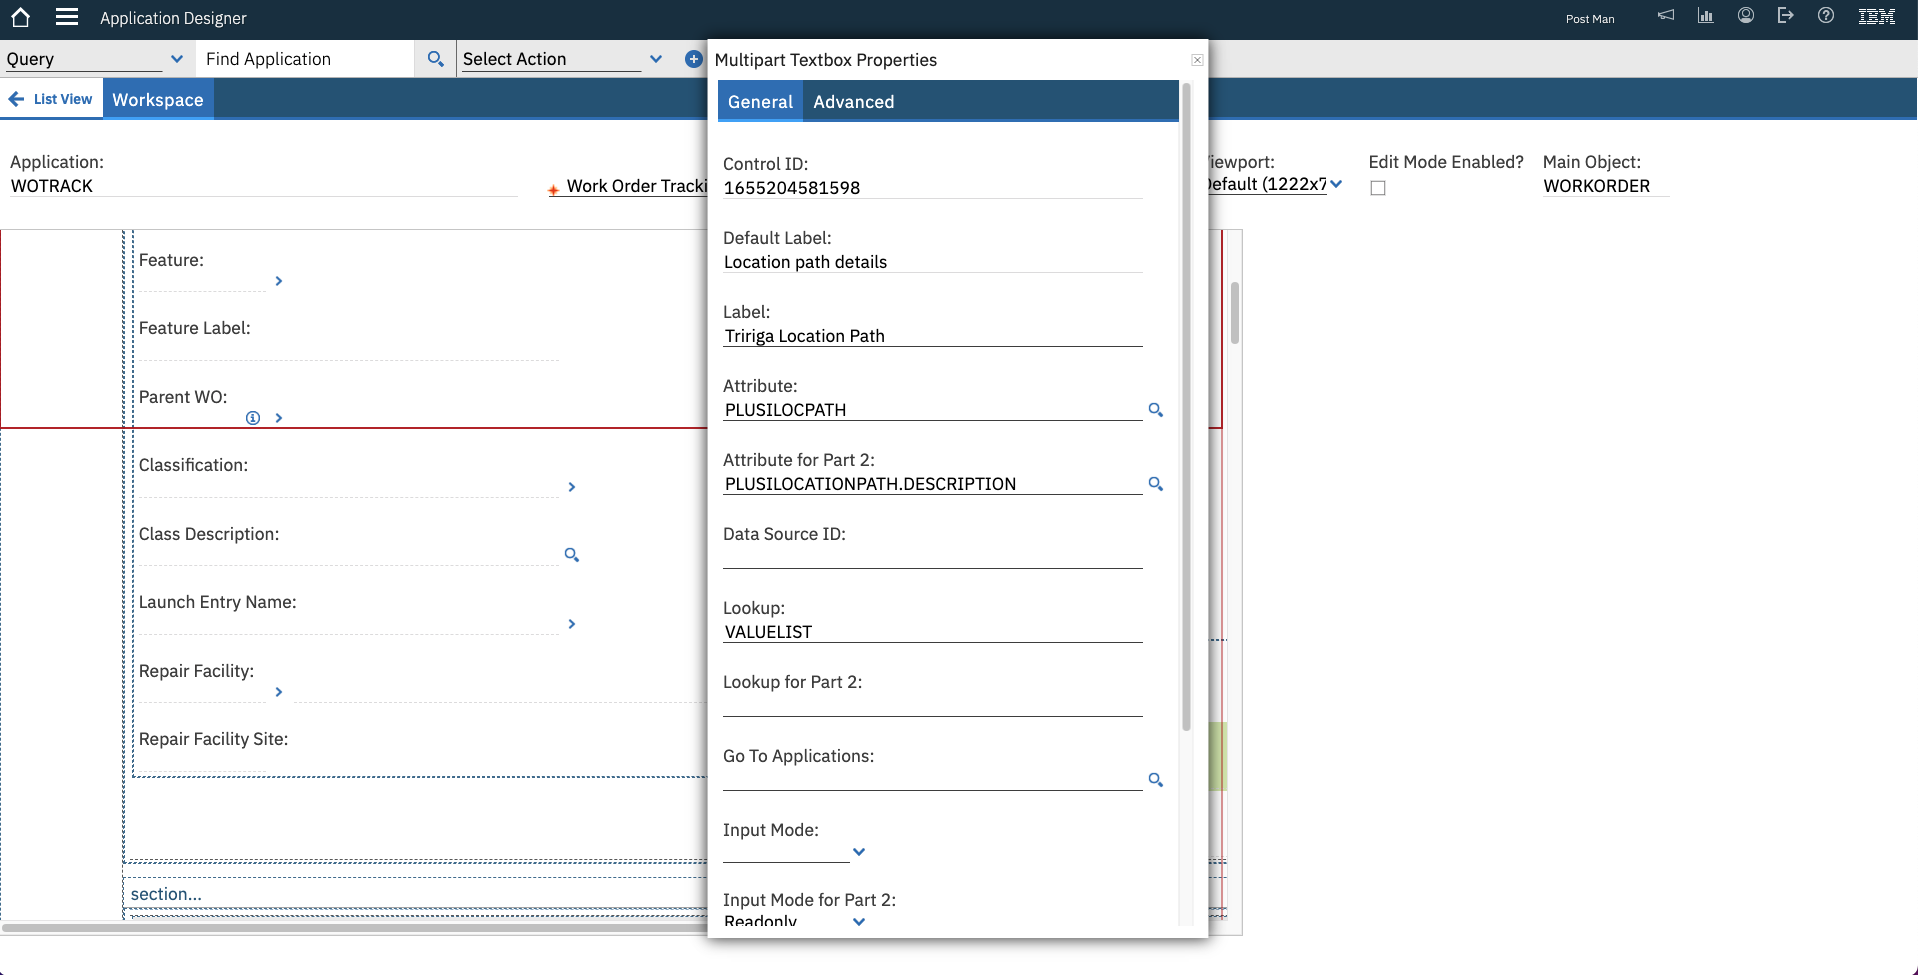 Application Designer
Post Man
IBM
Query
Find Application
Select Action
List View
Workspace
Application:
WOTRACK
Work Order Tracki
iewport:
Default (1222x7
Edit Mode Enabled?
Main Object:
WORKORDER
Feature:
Feature Label:
Parent WO:
Classification:
Class Description:
Launch Entry Name:
Repair Facility:
Repair Facility Site:
section...
Multipart Textbox Properties
General
Advanced
Control ID:
1655204581598
Default Label:
Location path details
Label:
Tririga Location Path
Attribute:
PLUSILOCPATH
Attribute for Part 2:
PLUSILOCATIONPATH.DESCRIPTION
Data Source ID:
Lookup:
VALUELIST
Lookup for Part 2:
Go To Applications:
Input Mode:
Input Mode for Part 2:
Readonly